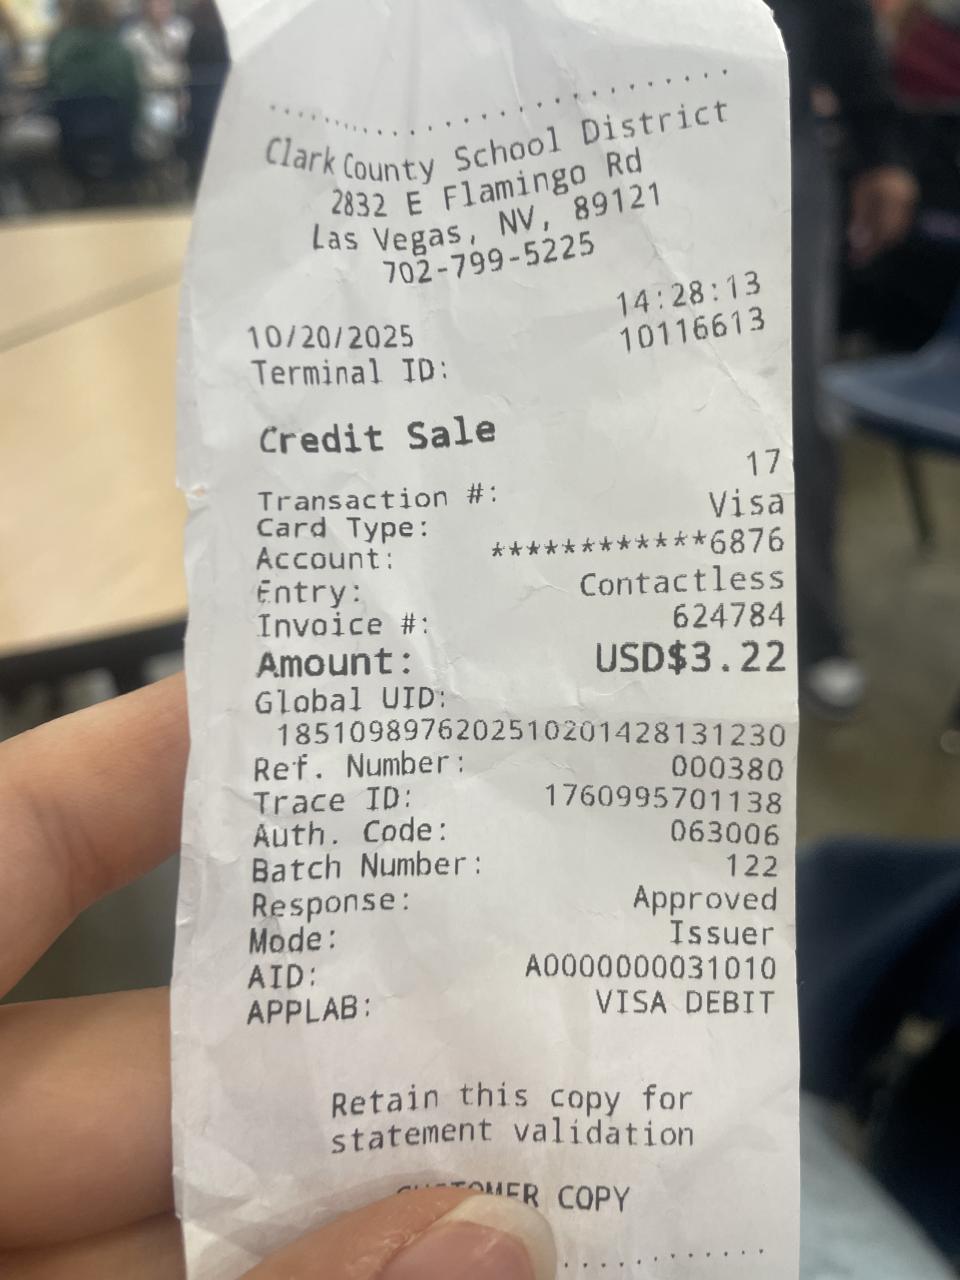 Clark County School District
2832 E Flamingo Rd
Las Vegas, NV, 89121
702-799-5225
10/20/2025 14:28:13
Terminal ID: 10116613
Credit Sale
Transaction #: 17
Card Type: Visa
Account: ************6876
Entry: Contactless
Invoice #: 624784
Amount: USD$3.22
Global UID:
1851098976202510201428131230
Ref. Number: 000380
Trace ID: 1760995701138
Auth. Code: 063006
Batch Number: 122
Response: Approved
Mode: Issuer
AID: A0000000031010
APPLAB: VISA DEBIT
Retain this copy for
statement validation
CUSTOMER COPY